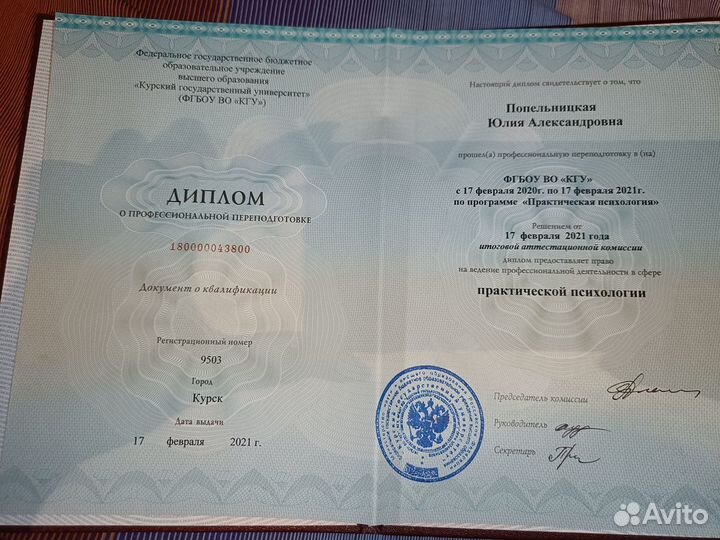 Федеральное государственное бюджетное
образовательное учреждение
высшего образования
«Курский государственный университет»
(ФГБОУ ВО «КГУ»)
ДИПЛОМ
О ПРОФЕССИОНАЛЬНОЙ ПЕРЕПОДГОТОВКЕ
180000043800
Документ о квалификации
Регистрационный номер
9503
Город
Курск
Дата выдачи
17 февраля 2021 г.
Настоящий диплом свидетельствует о том, что
Попельницкая
Юлия Александровна
прошел(а) профессиональную переподготовку в (на)
ФГБОУ ВО «КГУ»
с 17 февраля 2020г. по 17 февраля 2021г.
по программе «Практическая психология»
Решением от
17 февраля 2021 года
итоговой аттестационной комиссии
диплом предоставляет право
на ведение профессиональной деятельности в сфере
практической психологии
Председатель комиссии
Руководитель
Секретарь
Avito